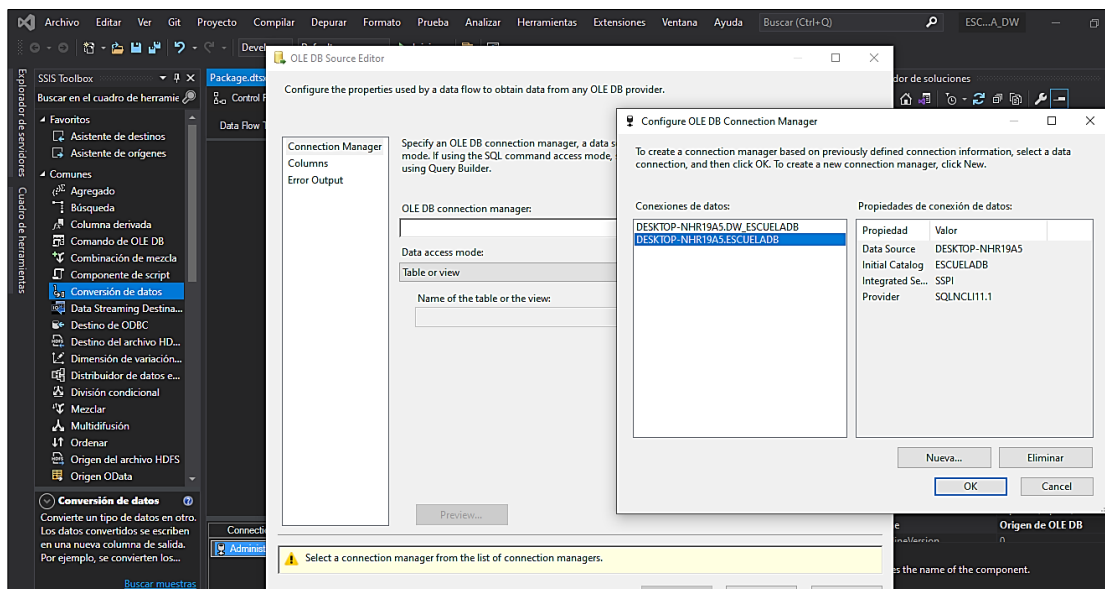 Archivo Editar Ver Git Proyecto Compilar Depurar Formato Prueba Analizar Herramientas Extensiones Ventana Ayuda Buscar (Ctrl+Q) ESC...A_DW
Devel
Explorador de servidores
Cuadro de herramientas
SSIS Toolbox
Buscar en el cuadro de herramie
Favoritos
Asistente de destinos
Asistente de orígenes
Comunes
Agregado
Búsqueda
Columna derivada
Comando de OLE DB
Combinación de mezcla
Componente de script
Conversión de datos
Data Streaming Destina...
Destino de ODBC
Destino del archivo HD...
Dimensión de variación...
Distribuidor de datos e...
División condicional
Mezclar
Multidifusión
Ordenar
Origen del archivo HDFS
Origen OData
Conversión de datos
Convierte un tipo de datos en otro.
Los datos convertidos se escriben
en una nueva columna de salida.
Por ejemplo, se convierten los...
Buscar muestras
Package.dtsx
Control F
Data Flow T
Connecti
Administ
OLE DB Source Editor
Configure the properties used by a data flow to obtain data from any OLE DB provider.
Connection Manager
Columns
Error Output
Specify an OLE DB connection manager, a data s
mode. If using the SQL command access mode,
using Query Builder.
OLE DB connection manager:
Data access mode:
Table or view
Name of the table or the view:
Preview...
Select a connection manager from the list of connection managers.
dor de soluciones
Configure OLE DB Connection Manager
To create a connection manager based on previously defined connection information, select a data
connection, and then click OK. To create a new connection manager, click New.
Conexiones de datos:
DESKTOP-NHR19A5.DW_ESCUELADB
DESKTOP-NHR19A5.ESCUELADB
Propiedades de conexión de datos:
Propiedad Valor
Data Source DESKTOP-NHR19A5
Initial Catalog ESCUELADB
Integrated Se... SSPI
Provider SQLNCLI11.1
Nueva... Eliminar
OK Cancel
e Origen de OLE DB
es the name of the component.